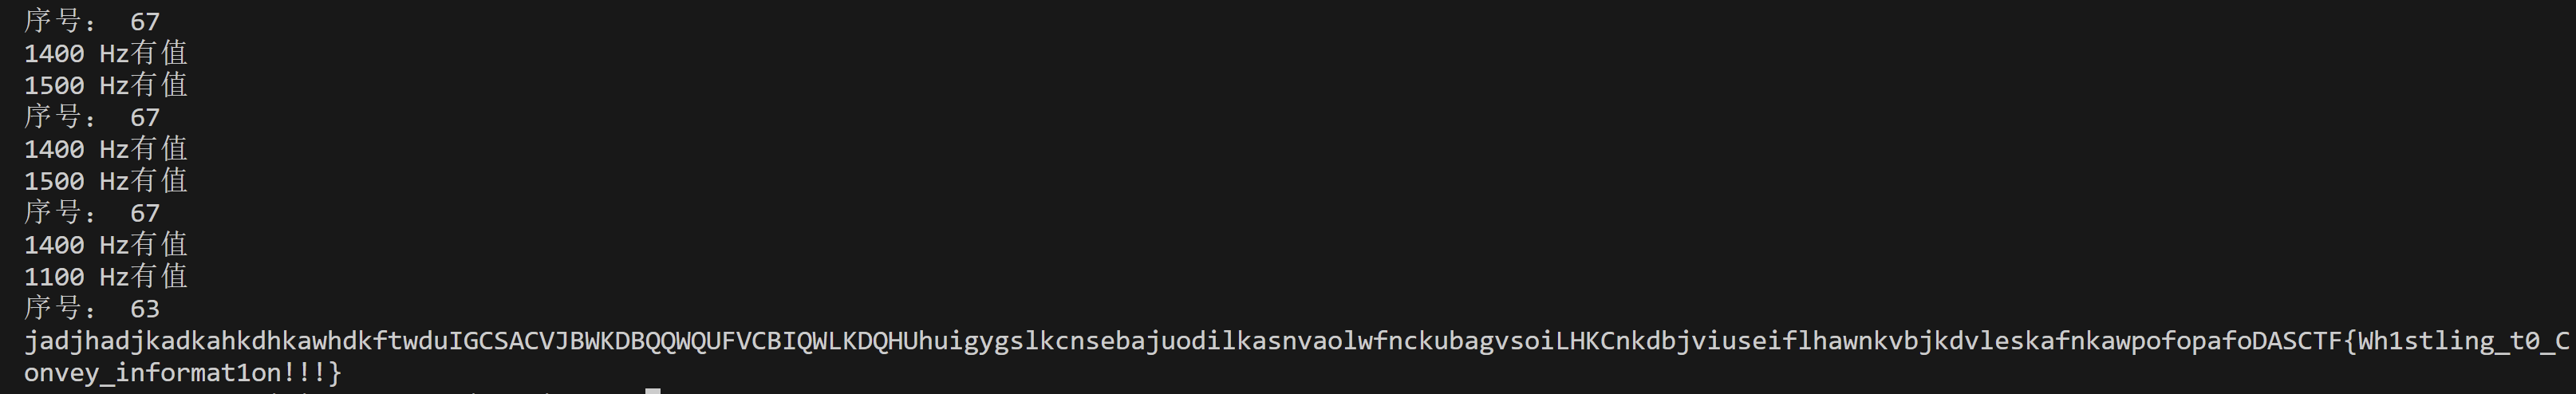 序号： 67
1400 Hz有值
1500 Hz有值
序号： 67
1400 Hz有值
1500 Hz有值
序号： 67
1400 Hz有值
1100 Hz有值
序号： 63
jadjhadjkadkahkdhkawhdkftwduIGCSACVJBWKDBQQWQUFVCBIQWLKDQHUhuigygslkcnsebajuodilkasnvaolwfnckubagvsoiLHKCnkdbjviuseiflhawnkvbjkdvleskafnkawpofopafoDASCTF{Wh1stling_t0_C
onvey_informat1on!!!}